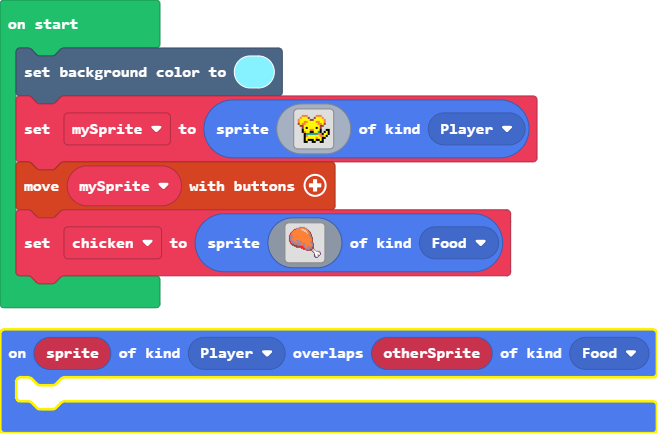 on start
set background color to
set mySprite to sprite of kind Player
move mySprite with buttons
set chicken to sprite of kind Food
on sprite of kind Player overlaps otherSprite of kind Food